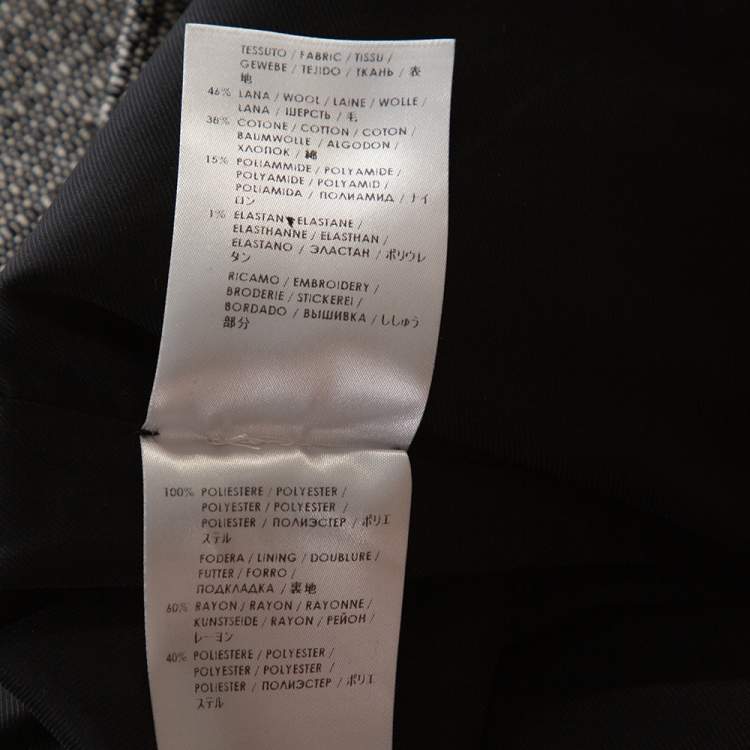 TESSUTO / FABRIC / TISSU /
GEWEBE / TEJIDO / ТКАНЬ / 表
地
46% LANA / WOOL / LAINE / WOLLE /
LANA / ШЕРСТЬ / 毛
38% COTONE / COTTON / COTON /
BAUMWOLLE / ALGODON /
ХЛОПОК / 綿
15% POLIAMMIDE / POLYAMIDE /
POLYAMIDE / POLYAMID /
POLIAMIDA / ПОЛИАМИД / ナイ
ロン
1% ELASTAN / ELASTANE /
ELASTHANNE / ELASTHAN /
ELASTANO / ЭЛАСТАН / ポリウレ
タン
RICAMO / EMBROIDERY /
BRODERIE / STICKEREI /
BORDADO / ВЫШИВКА / ししゅう
部分
100% POLIESTERE / POLYESTER /
POLYESTER / POLYESTER /
POLIESTER / ПОЛИЭСТЕР / ポリエ
ステル
FODERA / LINING / DOUBLURE /
FUTTER / FORRO /
ПОДКЛАДКА / 裏地
60% RAYON / RAYON / RAYONNE /
KUNSTSEIDE / RAYON / РЕЙОН /
レーヨン
40% POLIESTERE / POLYESTER /
POLYESTER / POLYESTER /
POLIESTER / ПОЛИЭСТЕР / ポリエ
ステル